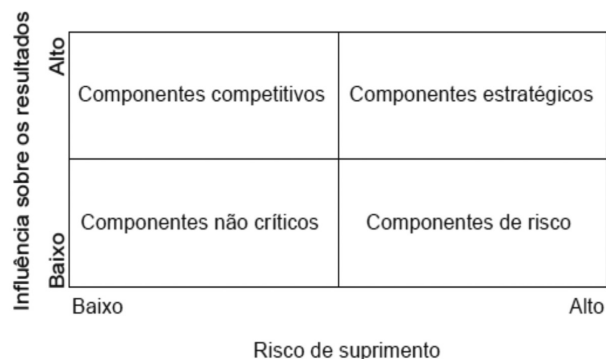 Influência sobre os resultados
Alto
Baixo
Componentes competitivos
Componentes estratégicos
Componentes não críticos
Componentes de risco
Baixo
Alto
Risco de suprimento